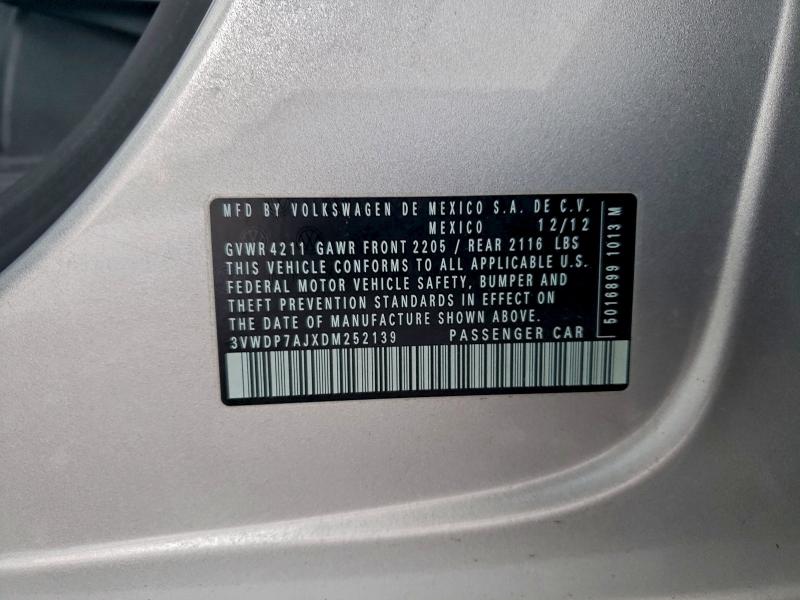 MFD BY VOLKSWAGEN DE MEXICO S.A. DE C.V.
MEXICO 12/12
GVWR 4211 GAWR FRONT 2205 / REAR 2116 LBS
THIS VEHICLE CONFORMS TO ALL APPLICABLE U.S.
FEDERAL MOTOR VEHICLE SAFETY, BUMPER AND
THEFT PREVENTION STANDARDS IN EFFECT ON
THE DATE OF MANUFACTURE SHOWN ABOVE.
3VWDP7AJXDM252139 PASSENGER CAR
5016899 1013 M